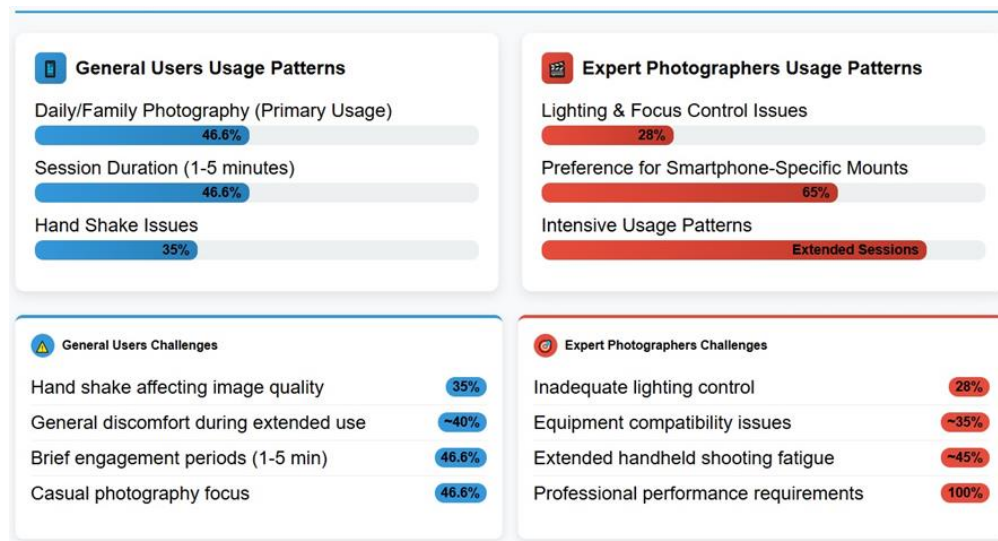 General Users Usage Patterns
Daily/Family Photography (Primary Usage)
46.6%
Session Duration (1-5 minutes)
46.6%
Hand Shake Issues
35%
Expert Photographers Usage Patterns
Lighting & Focus Control Issues
28%
Preference for Smartphone-Specific Mounts
65%
Intensive Usage Patterns
Extended Sessions
General Users Challenges
Hand shake affecting image quality 35%
General discomfort during extended use ~40%
Brief engagement periods (1-5 min) 46.6%
Casual photography focus 46.6%
Expert Photographers Challenges
Inadequate lighting control 28%
Equipment compatibility issues ~35%
Extended handheld shooting fatigue ~45%
Professional performance requirements 100%